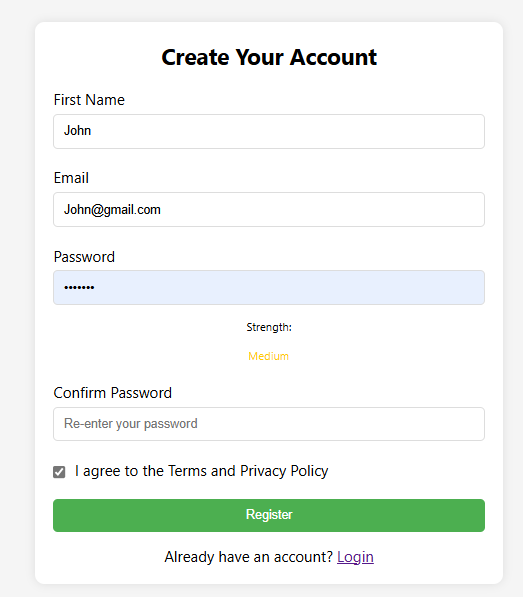 Create Your Account
First Name
John
Email
John@gmail.com
Password
•••••••
Strength:
Medium
Confirm Password
Re-enter your password
I agree to the Terms and Privacy Policy
Register
Already have an account? Login